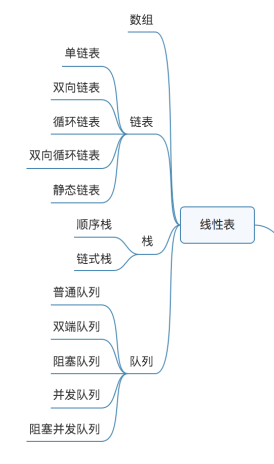 数组
单链表
双向链表
循环链表
双向循环链表
静态链表
链表
顺序栈
链式栈
栈
线性表
普通队列
双端队列
阻塞队列
并发队列
阻塞并发队列
队列